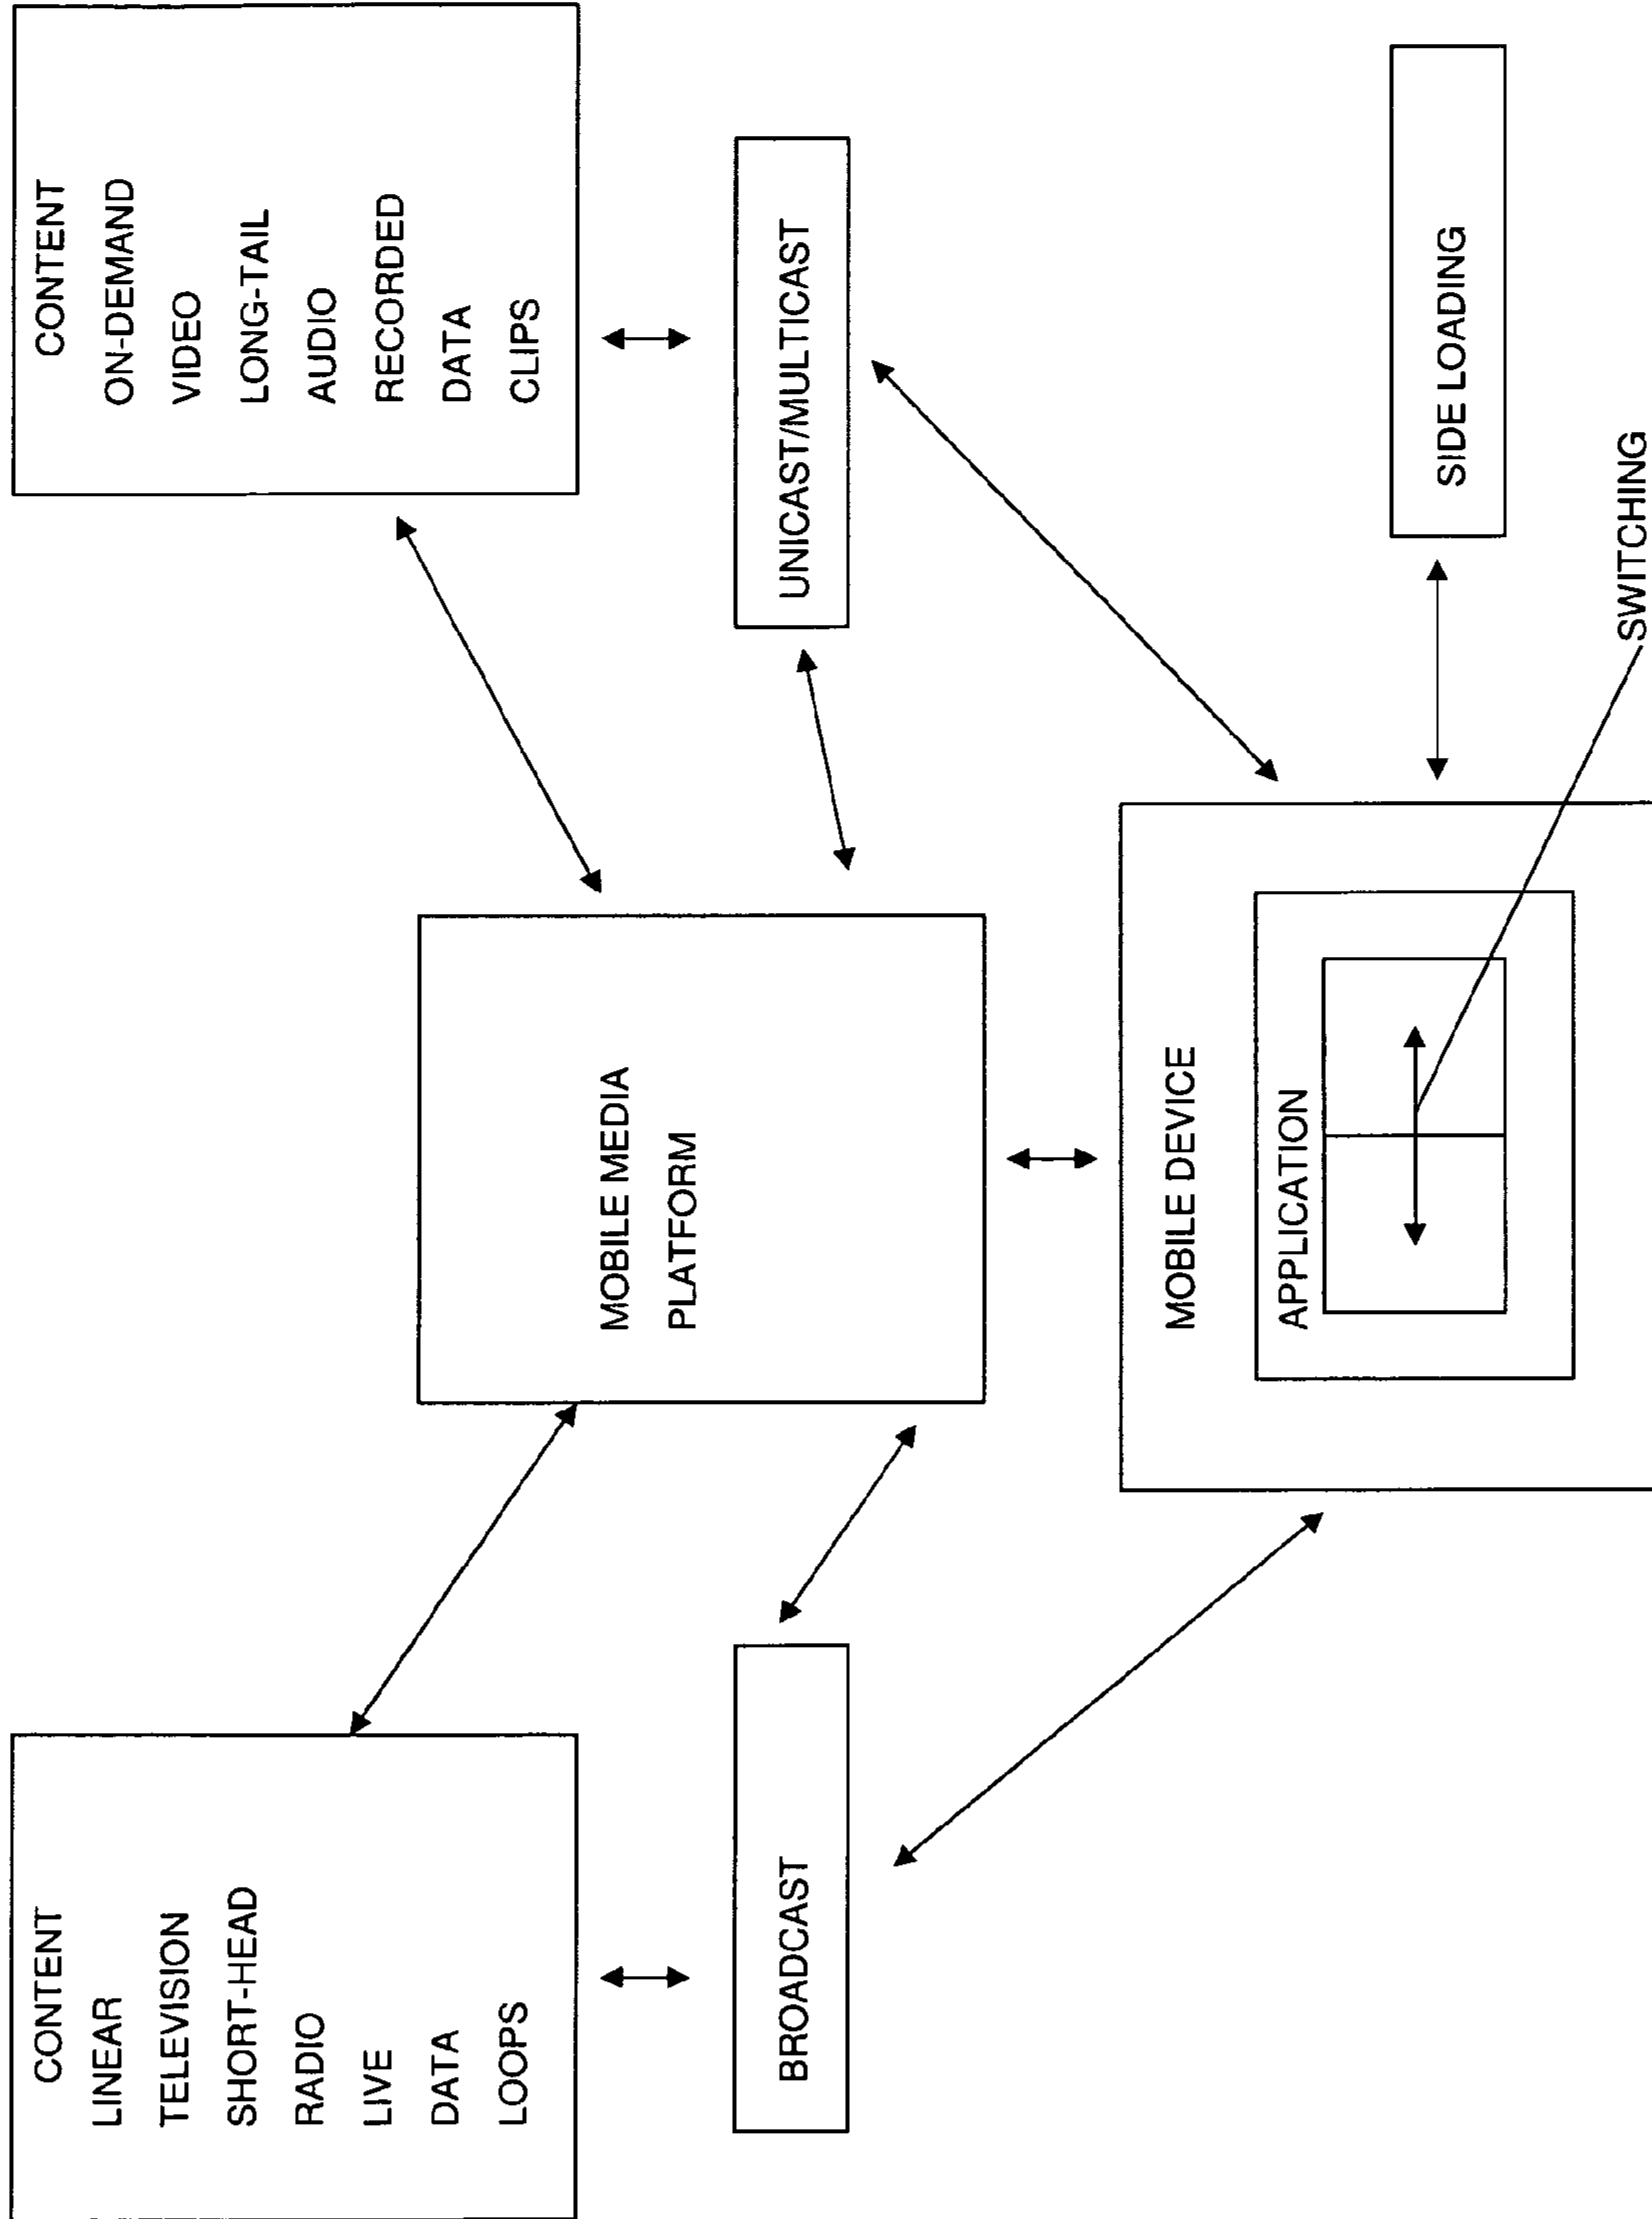 CONTENT
LINEAR
TELEVISION
SHORT-HEAD
RADIO
LIVE
DATA
LOOPS
BROADCAST
MOBILE MEDIA
PLATFORM
CONTENT
ON-DEMAND
VIDEO
LONG-TAIL
AUDIO
RECORDED
DATA
CLIPS
UNICAST/MULTICAST
MOBILE DEVICE
APPLICATION
SIDE LOADING
SWITCHING